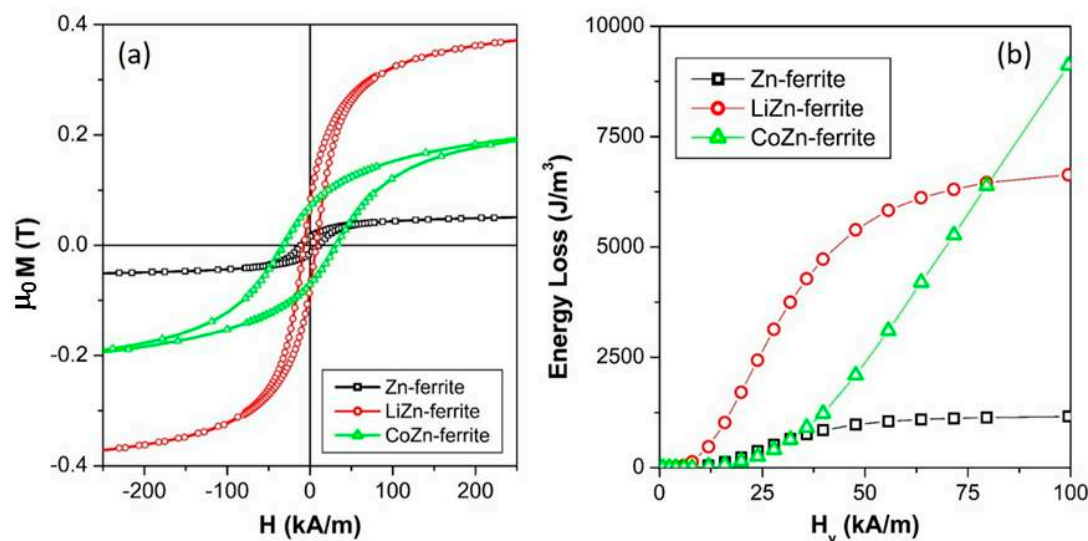 (a)
μ₀ M (T)
0.4
0.2
0.0
-0.2
-0.4
Zn-ferrite
LiZn-ferrite
CoZn-ferrite
-200 -100 0 100 200
H (kA/m)
(b)
Energy Loss (J/m³)
10000
7500
5000
2500
0
Zn-ferrite
LiZn-ferrite
CoZn-ferrite
0 25 50 75 100
Hᵥ (kA/m)